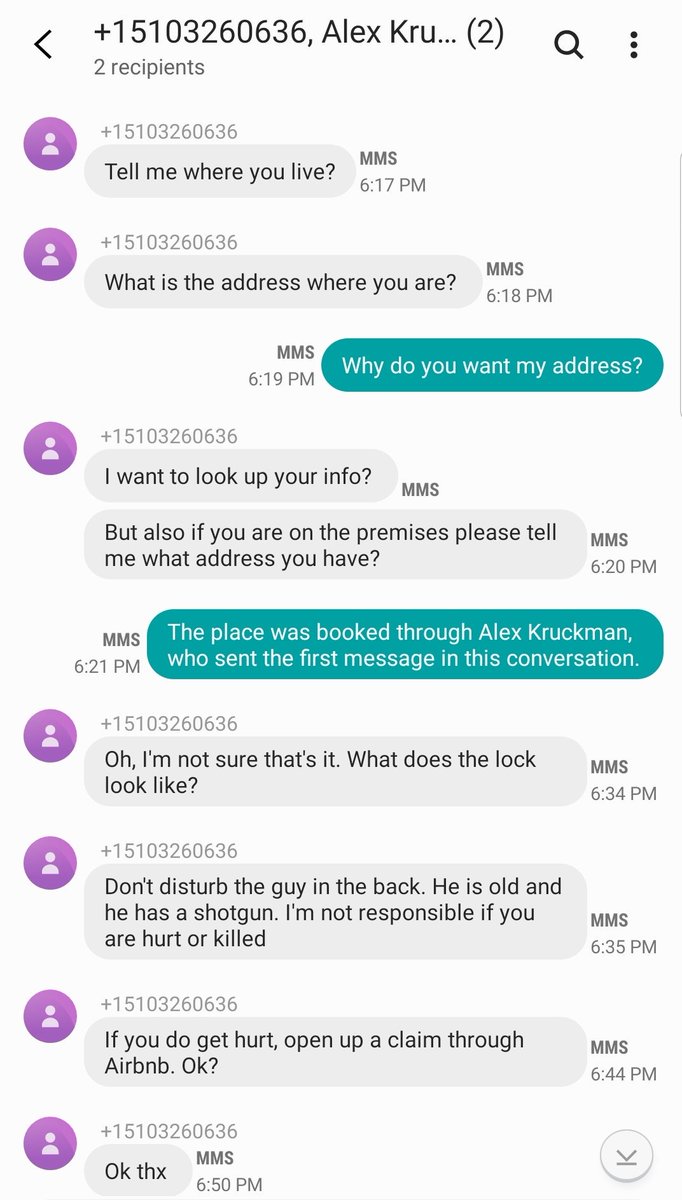 +15103260636, Alex Kru... (2)
2 recipients
+15103260636
Tell me where you live?
MMS
6:17 PM
+15103260636
What is the address where you are?
MMS
6:18 PM
MMS
6:19 PM
Why do you want my address?
+15103260636
I want to look up your info?
MMS
But also if you are on the premises please tell
me what address you have?
MMS
6:20 PM
MMS
6:21 PM
The place was booked through Alex Kruckman,
who sent the first message in this conversation.
+15103260636
Oh, I'm not sure that's it. What does the lock
look like?
MMS
6:34 PM
+15103260636
Don't disturb the guy in the back. He is old and
he has a shotgun. I'm not responsible if you
are hurt or killed
MMS
6:35 PM
+15103260636
If you do get hurt, open up a claim through
Airbnb. Ok?
MMS
6:44 PM
+15103260636
Ok thx
MMS
6:50 PM